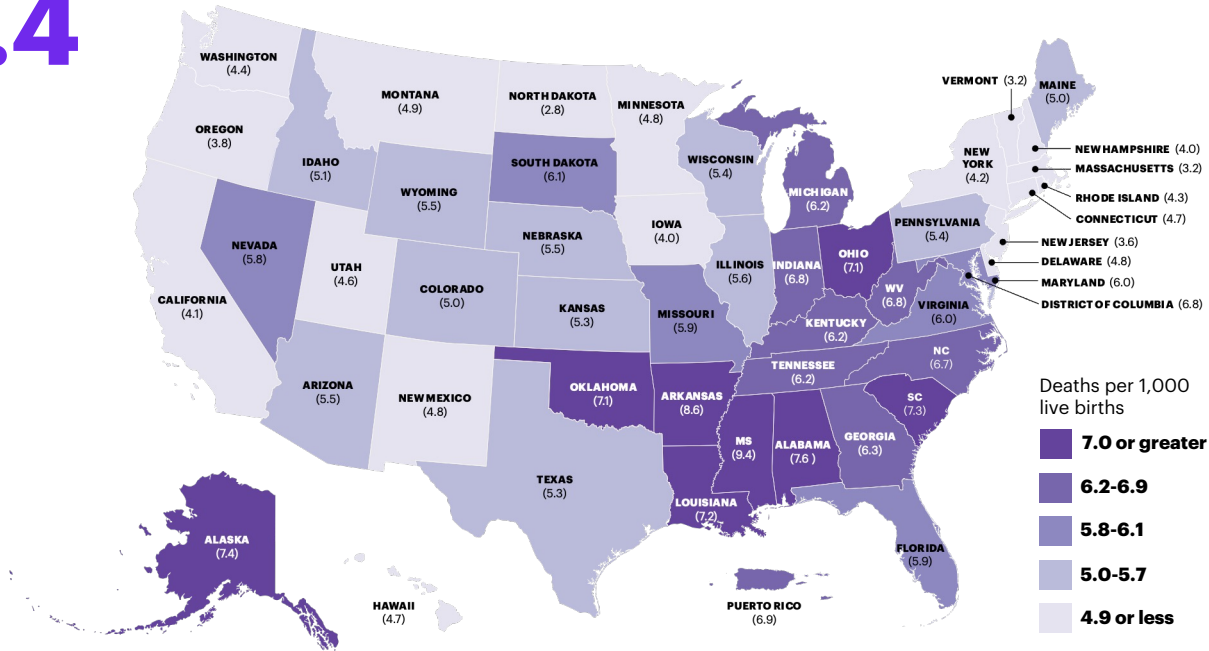 .4
WASHINGTON
(4.4)
MONTANA
(4.9)
NORTH DAKOTA
(2.8)
MINNESOTA
(4.8)
VERMONT (3.2)
MAINE
(5.0)
OREGON
(3.8)
IDAHO
(5.1)
SOUTH DAKOTA
(6.1)
WISCONSIN
(5.4)
NEW
YORK
(4.2)
NEW HAMPSHIRE (4.0)
MASSACHUSETTS (3.2)
WYOMING
(5.5)
MICHIGAN
(6.2)
RHODE ISLAND (4.3)
CONNECTICUT (4.7)
PENNSYLVANIA
(5.4)
NEVADA
(5.8)
NEBRASKA
(5.5)
IOWA
(4.0)
NEW JERSEY (3.6)
UTAH
(4.6)
ILLINOIS
(5.6)
INDIANA
(6.8)
OHIO
(7.1)
DELAWARE (4.8)
MARYLAND (6.0)
CALIFORNIA
(4.1)
COLORADO
(5.0)
KANSAS
(5.3)
MISSOURI
(5.9)
WV
(6.8)
VIRGINIA
(6.0)
DISTRICT OF COLUMBIA (6.8)
KENTUCKY
(6.2)
NC
(6.7)
TENNESSEE
(6.2)
ARIZONA
(5.5)
NEW MEXICO
(4.8)
OKLAHOMA
(7.1)
ARKANSAS
(8.6)
SC
(7.3)
MS
(9.4)
ALABAMA
(7.6 )
GEORGIA
(6.3)
TEXAS
(5.3)
LOUISIANA
(7.2)
FLORIDA
(5.9)
ALASKA
(7.4)
HAWAII
(4.7)
PUERTO RICO
(6.9)
Deaths per 1,000
live births
7.0 or greater
6.2-6.9
5.8-6.1
5.0-5.7
4.9 or less